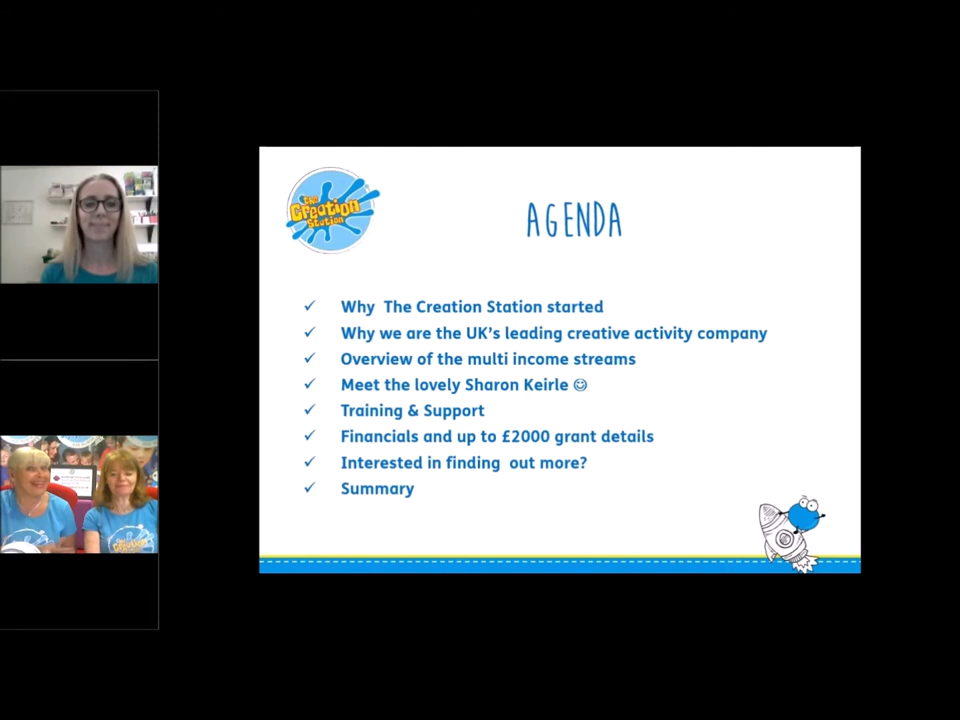 the
Creation
Station
AGENDA
✓ Why The Creation Station started
✓ Why we are the UK's leading creative activity company
✓ Overview of the multi income streams
✓ Meet the lovely Sharon Keirle ☺
✓ Training & Support
✓ Financials and up to £2000 grant details
✓ Interested in finding out more?
✓ Summary